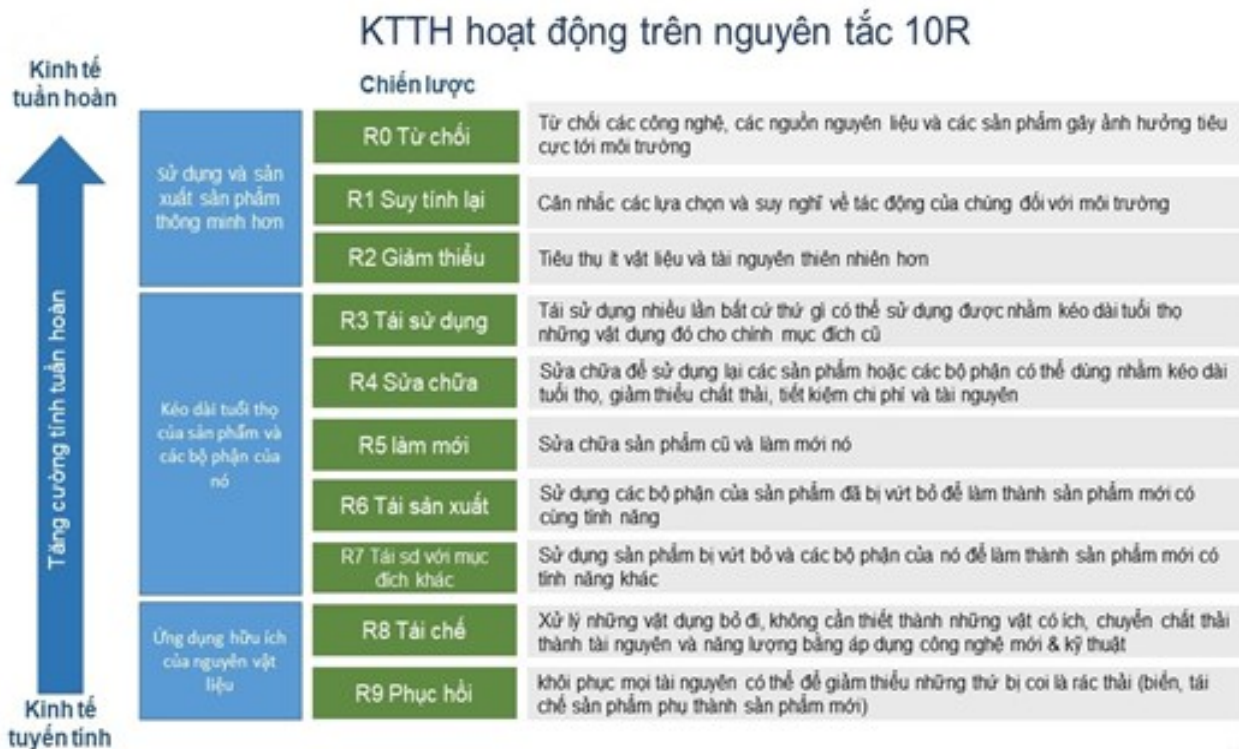 KTTH hoạt động trên nguyên tắc 10R
Kinh tế
tuần hoàn
Chiến lược
Tăng cường tính tuần hoàn
Kinh tế
tuyến tính
Sử dụng và sản
xuất sản phẩm
thông minh hơn
R0 Từ chối
Từ chối các công nghệ, các nguồn nguyên liệu và các sản phẩm gây ảnh hưởng tiêu
cực tới môi trường
R1 Suy tính lại
Cân nhắc các lựa chọn và suy nghĩ về tác động của chúng đối với môi trường
R2 Giảm thiểu
Tiêu thụ ít vật liệu và tài nguyên thiên nhiên hơn
Kéo dài tuổi thọ
của sản phẩm và
các bộ phận của
nó
R3 Tái sử dụng
Tái sử dụng nhiều lần bất cứ thứ gì có thể sử dụng được nhằm kéo dài tuổi thọ
những vật dụng đó cho chính mục đích cũ
R4 Sửa chữa
Sửa chữa để sử dụng lại các sản phẩm hoặc các bộ phận có thể dùng nhằm kéo dài
tuổi thọ, giảm thiểu chất thải, tiết kiệm chi phí và tài nguyên
R5 làm mới
Sửa chữa sản phẩm cũ và làm mới nó
R6 Tái sản xuất
Sử dụng các bộ phận của sản phẩm đã bị vứt bỏ để làm thành sản phẩm mới có
cùng tính năng
R7 Tái sd với mục
đích khác
Sử dụng sản phẩm bị vứt bỏ và các bộ phận của nó để làm thành sản phẩm mới có
tính năng khác
Ứng dụng hữu ích
của nguyên vật
liệu
R8 Tái chế
Xử lý những vật dụng bỏ đi, không cần thiết thành những vật có ích, chuyển chất thải
thành tài nguyên và năng lượng bằng áp dụng công nghệ mới & kỹ thuật
R9 Phục hồi
khôi phục mọi tài nguyên có thể để giảm thiểu những thứ bị coi là rác thải (biến, tái
chế sản phẩm phụ thành sản phẩm mới)